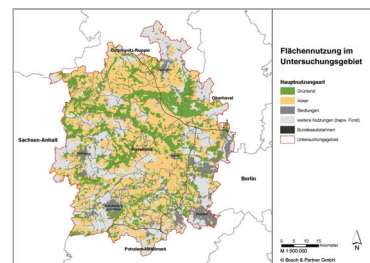 Ostprignitz-Ruppin
Oberhavel
Sachsen-Anhalt
Havelland
Berlin
Potsdam-Mittelmark
Flächennutzung im
Untersuchungsgebiet
Hauptnutzungsart
Grünland
Acker
Siedlungen
weitere Nutzungen (bspw. Forst)
Bundesautobahnen
Untersuchungsgebiet
0 5 10 15
Kilometer
M 1:500.000
N
© Bosch & Partner GmbH